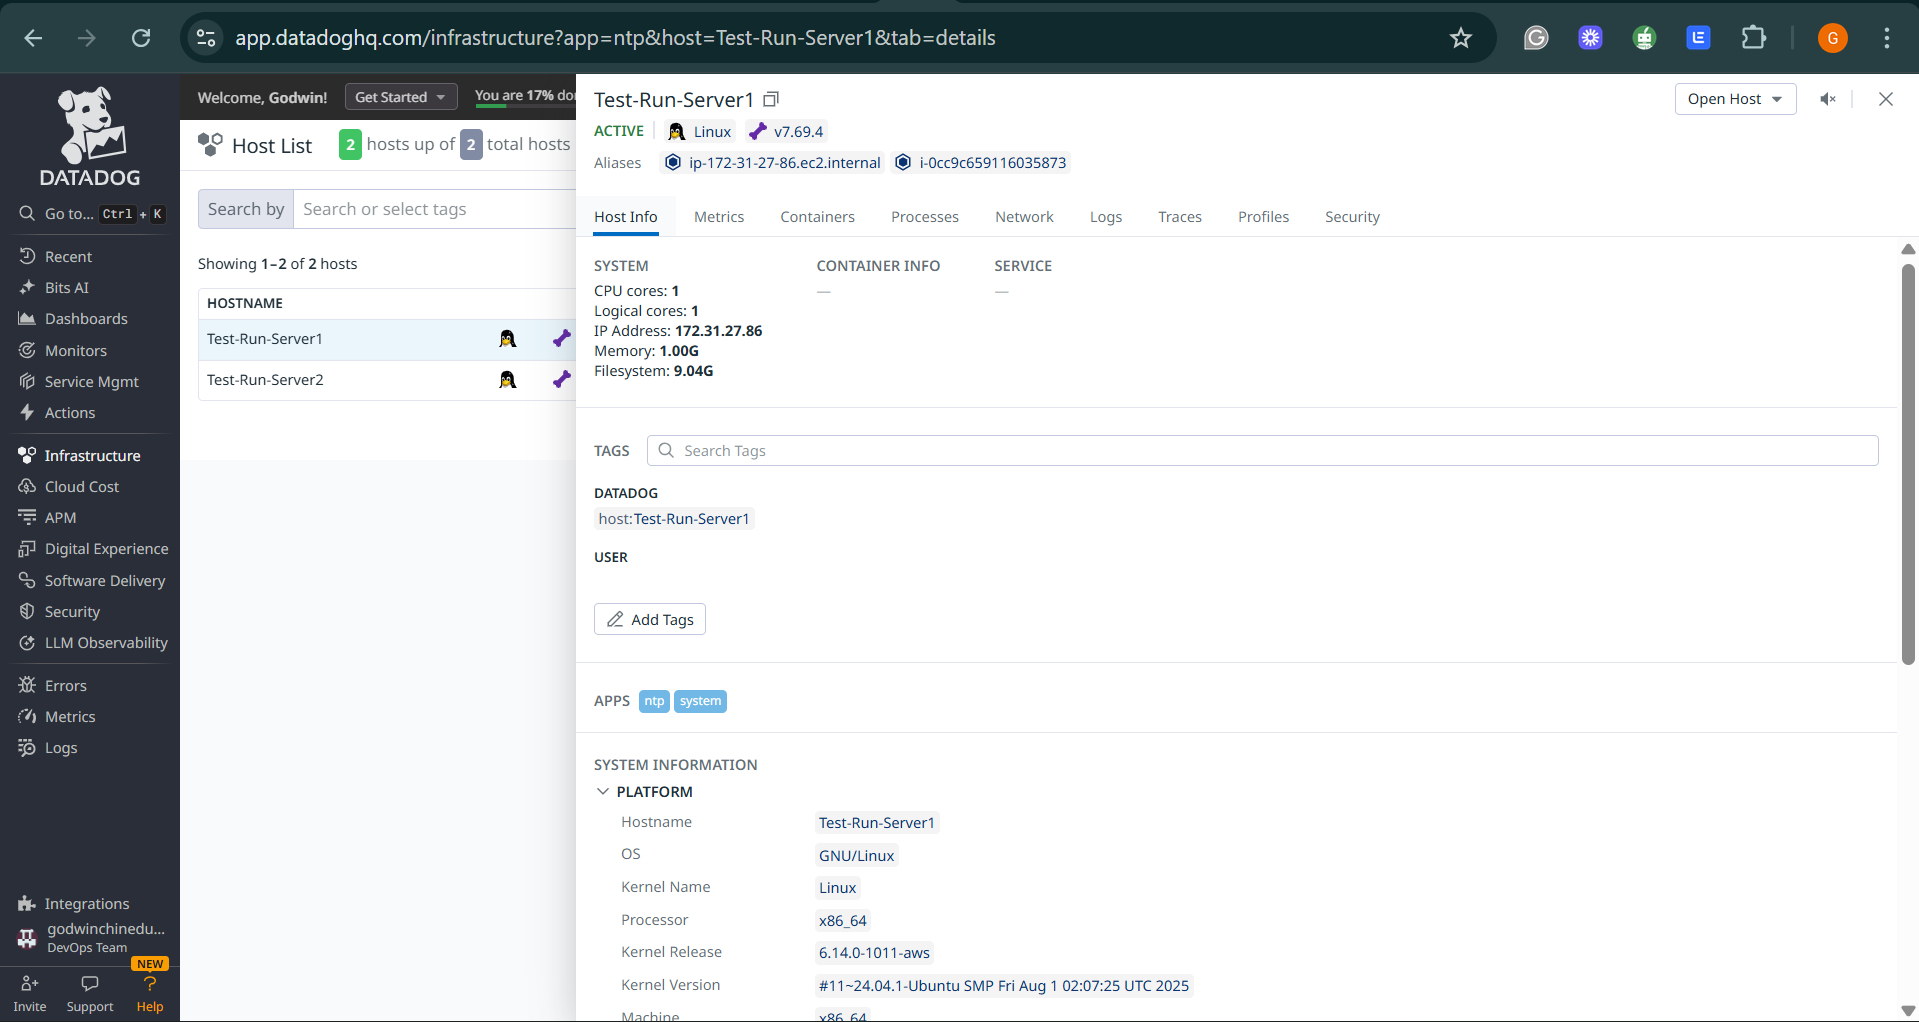 app.datadoghq.com/infrastructure?app=ntp&host=Test-Run-Server1&tab=details
G
DATADOG
Go to... Ctrl + K
Recent
Bits AI
Dashboards
Monitors
Service Mgmt
Actions
Infrastructure
Cloud Cost
APM
Digital Experience
Software Delivery
Security
LLM Observability
Errors
Metrics
Logs
Integrations
godwinchinedu...
DevOps Team
NEW
Invite Support Help
Welcome, Godwin! Get Started You are 17% do
Host List 2 hosts up of 2 total hosts
Search by Search or select tags
Showing 1–2 of 2 hosts
HOSTNAME
Test-Run-Server1
Test-Run-Server2
Test-Run-Server1 Open Host
ACTIVE Linux v7.69.4
Aliases ip-172-31-27-86.ec2.internal i-0cc9c659116035873
Host Info Metrics Containers Processes Network Logs Traces Profiles Security
SYSTEM CONTAINER INFO SERVICE
CPU cores: 1 — —
Logical cores: 1
IP Address: 172.31.27.86
Memory: 1.00G
Filesystem: 9.04G
TAGS Search Tags
DATADOG
host:Test-Run-Server1
USER
Add Tags
APPS ntp system
SYSTEM INFORMATION
PLATFORM
Hostname Test-Run-Server1
OS GNU/Linux
Kernel Name Linux
Processor x86_64
Kernel Release 6.14.0-1011-aws
Kernel Version #11~24.04.1-Ubuntu SMP Fri Aug 1 02:07:25 UTC 2025
Machine x86_64